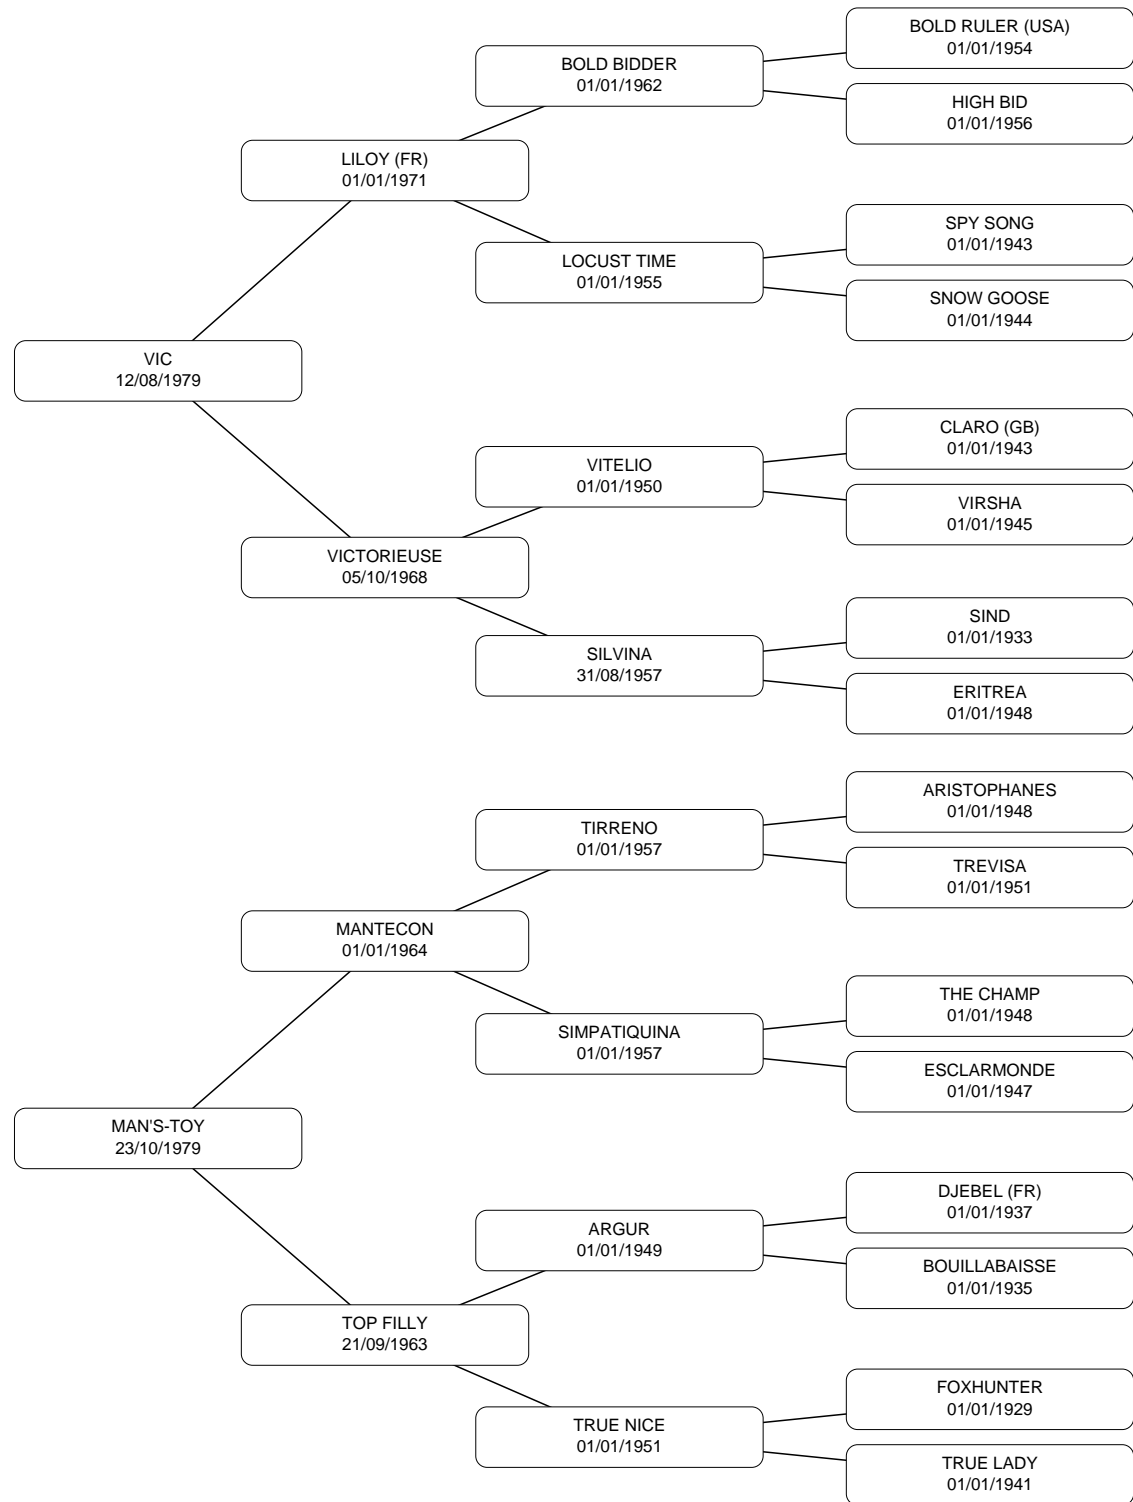 BOLD RULER (USA)
01/01/1954
BOLD BIDDER
01/01/1962
HIGH BID
01/01/1956
LILOY (FR)
01/01/1971
SPY SONG
01/01/1943
LOCUST TIME
01/01/1955
SNOW GOOSE
01/01/1944
VIC
12/08/1979
CLARO (GB)
01/01/1943
VITELIO
01/01/1950
VIRSHA
01/01/1945
VICTORIEUSE
05/10/1968
SIND
01/01/1933
SILVINA
31/08/1957
ERITREA
01/01/1948
ARISTOPHANES
01/01/1948
TIRRENO
01/01/1957
TREVISA
01/01/1951
MANTECON
01/01/1964
THE CHAMP
01/01/1948
SIMPATIQUINA
01/01/1957
ESCLARMONDE
01/01/1947
MAN'S-TOY
23/10/1979
DJEBEL (FR)
01/01/1937
ARGUR
01/01/1949
BOUILLABAISSE
01/01/1935
TOP FILLY
21/09/1963
FOXHUNTER
01/01/1929
TRUE NICE
01/01/1951
TRUE LADY
01/01/1941